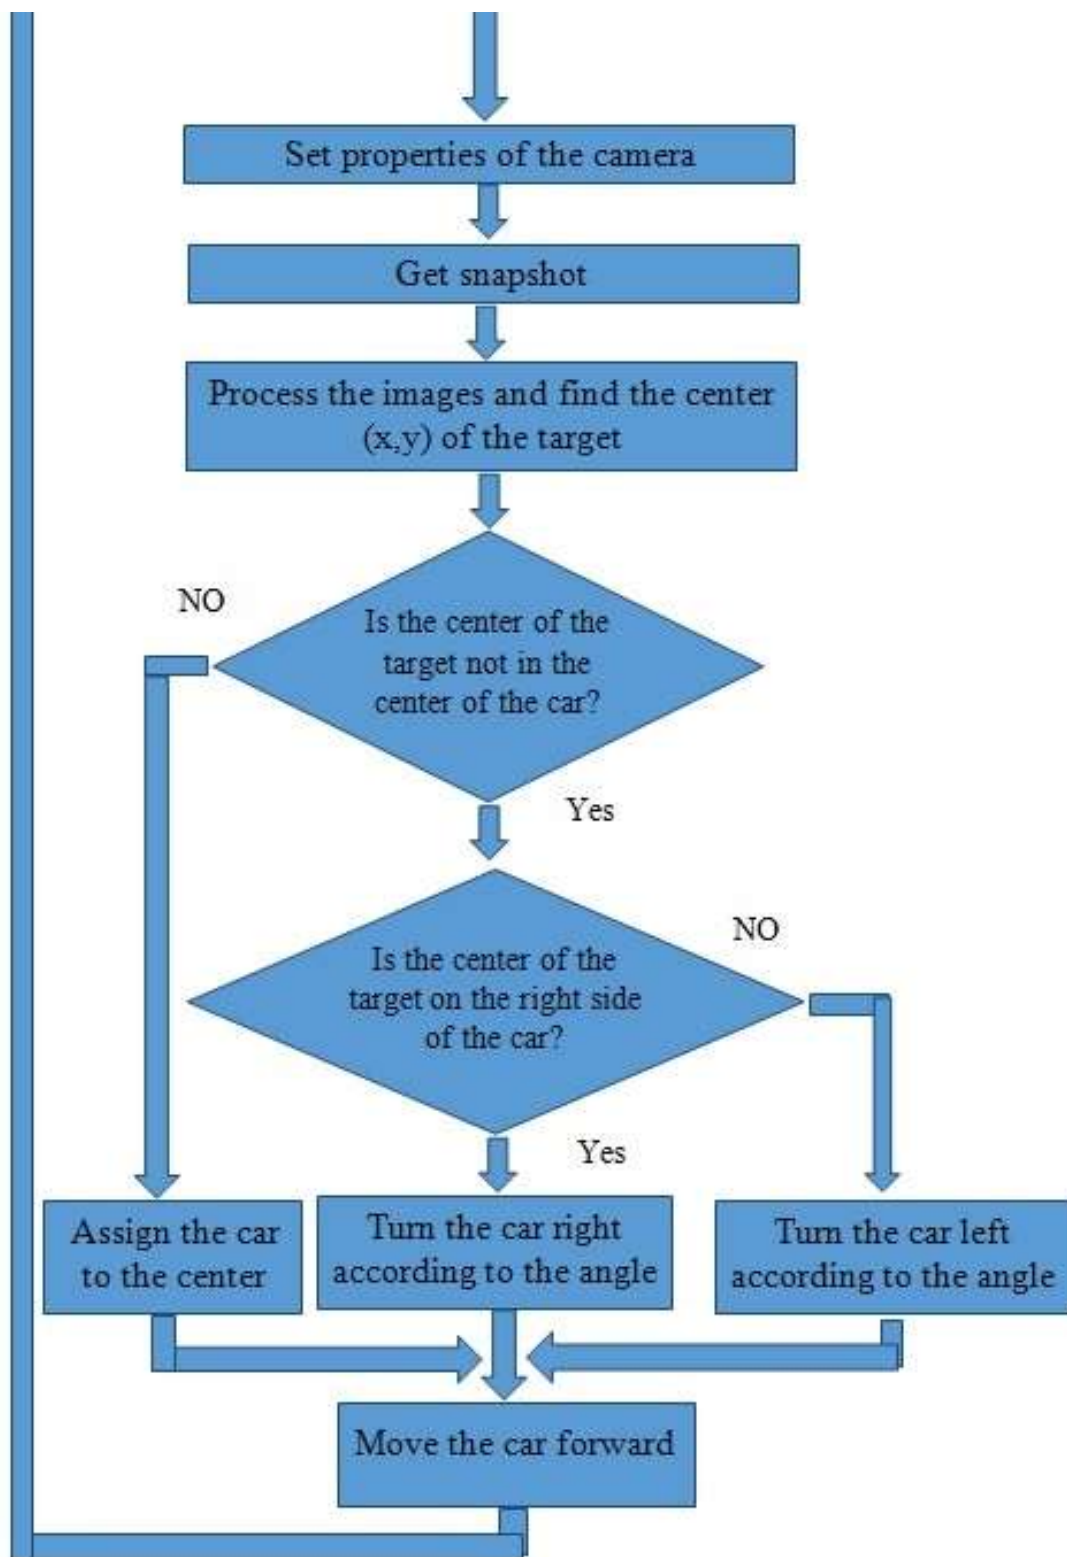 Set properties of the camera
Get snapshot
Process the images and find the center
(x,y) of the target
NO
Is the center of the
target not in the
center of the car?
Yes
NO
Is the center of the
target on the right side
of the car?
Yes
Assign the car
to the center
Turn the car right
according to the angle
Turn the car left
according to the angle
Move the car forward